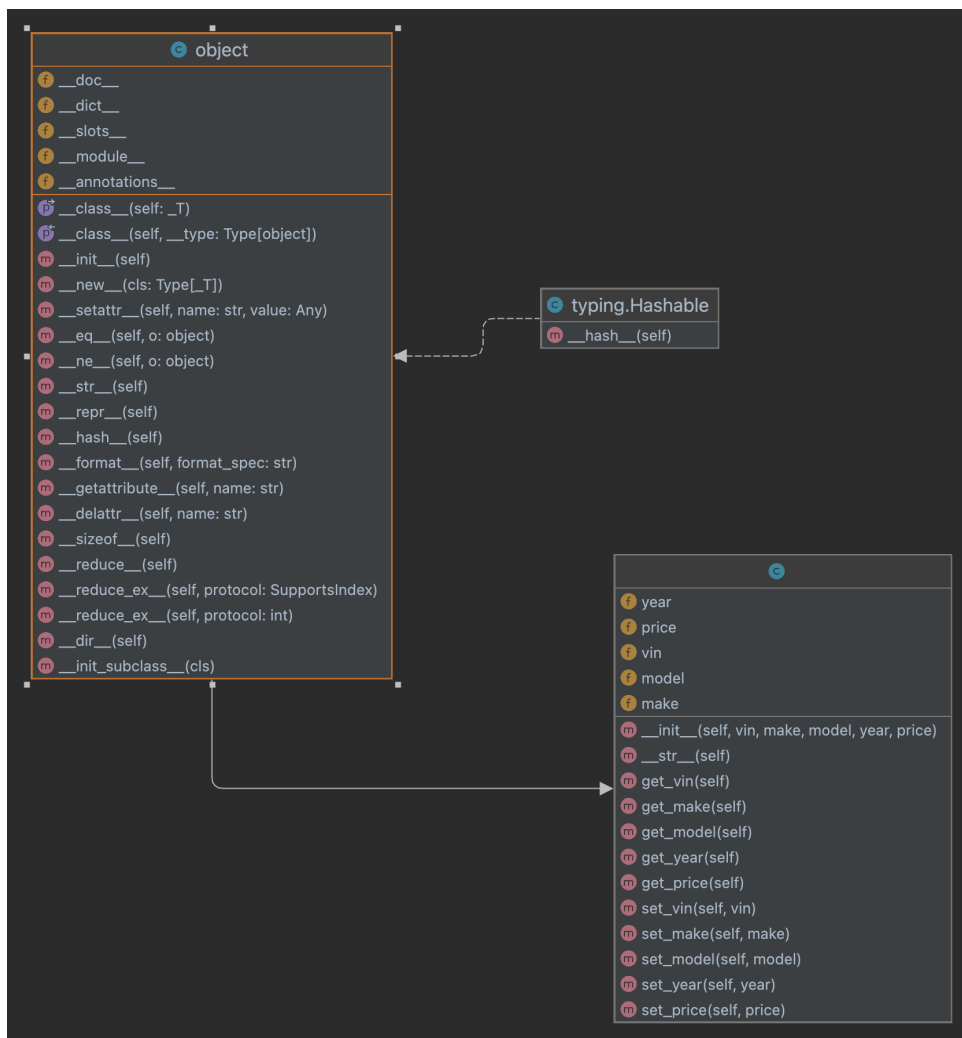 object
__doc__
__dict__
__slots__
__module__
__annotations__
__class__(self: _T)
__class__(self, __type: Type[object])
__init__(self)
__new__(cls: Type[_T])
__setattr__(self, name: str, value: Any)
__eq__(self, o: object)
__ne__(self, o: object)
__str__(self)
__repr__(self)
__hash__(self)
__format__(self, format_spec: str)
__getattribute__(self, name: str)
__delattr__(self, name: str)
__sizeof__(self)
__reduce__(self)
__reduce_ex__(self, protocol: SupportsIndex)
__reduce_ex__(self, protocol: int)
__dir__(self)
__init_subclass__(cls)
typing.Hashable
__hash__(self)
year
price
vin
model
make
__init__(self, vin, make, model, year, price)
__str__(self)
get_vin(self)
get_make(self)
get_model(self)
get_year(self)
get_price(self)
set_vin(self, vin)
set_make(self, make)
set_model(self, model)
set_year(self, year)
set_price(self, price)